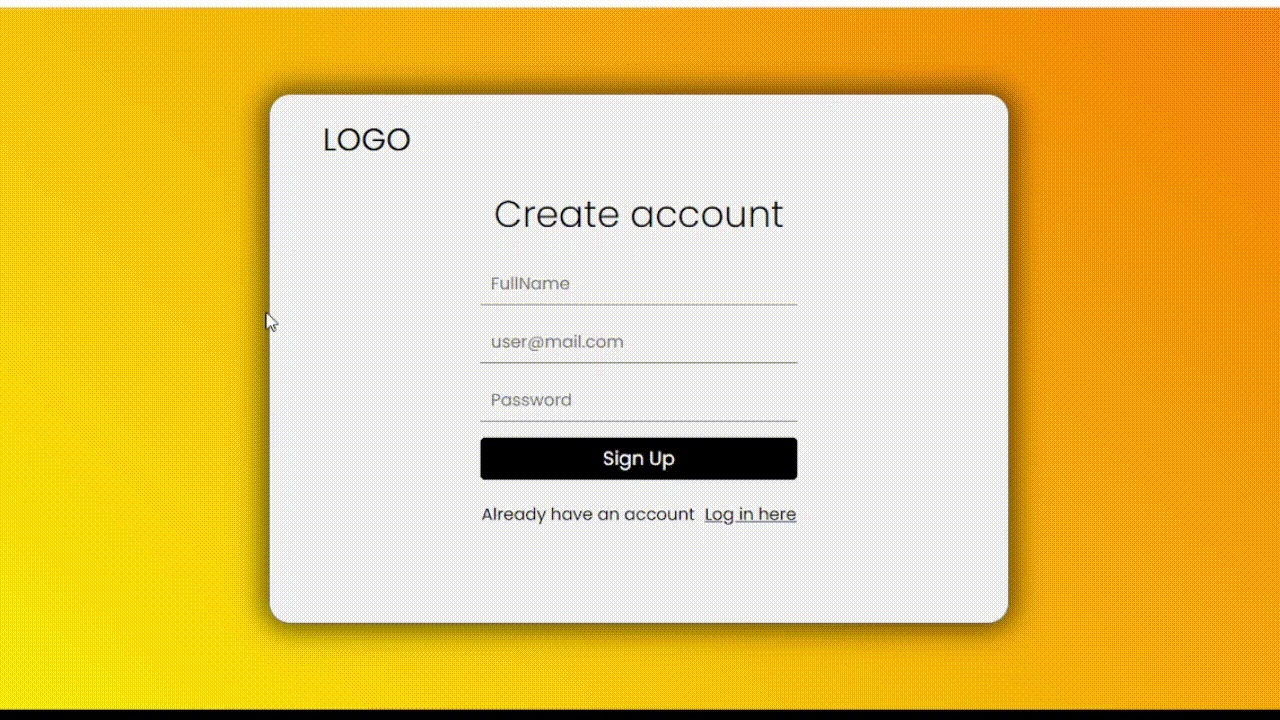 LOGO
Create account
FullName
user@mail.com
Password
Sign Up
Already have an account Log in here